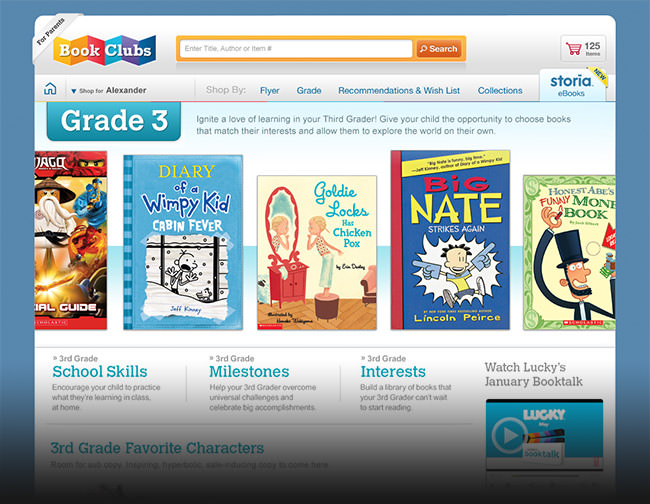 For Parents
Book Clubs
Enter Title, Author or Item #
Search
125
Items
Shop for Alexander
Shop By:
Flyer
Grade
Recommendations & Wish List
Collections
storia
NEW
eBooks
Grade 3
Ignite a love of learning in your Third Grader! Give your child the opportunity to choose books
that match their interests and allow them to explore the world on their own.
AL GUIDE
SCHOLASTIC
DIARY
of a
Wimpy Kid
CABIN FEVER
Jeff Kinney
Goldie
Locks
Has
Chicken
Pox
by Erin Dealey
Illustrated by
Hanako Wakiyama
SCHOLASTIC
"Big Nate is funny, big time."
—Jeff Kinney, author of Diary of a Wimpy Kid
BIG
NATE
STRIKES AGAIN
Lincoln Peirce
HONEST ABE'S
FUNNY MONE
BOOK
SCHOLASTIC
» 3rd Grade
School Skills
Encourage your child to practice
what they're learning in class,
at home.
» 3rd Grade
Milestones
Help your 3rd Grader overcome
universal challenges and
celebrate big accomplishments.
» 3rd Grade
Interests
Build a library of books that
your 3rd Grader can't wait
to start reading.
Watch Lucky's
January Booktalk
LUCKY
May
booktalk
3rd Grade Favorite Characters
Room for sub copy. Inspiring, hyperbolic, sale-inducing copy to come here